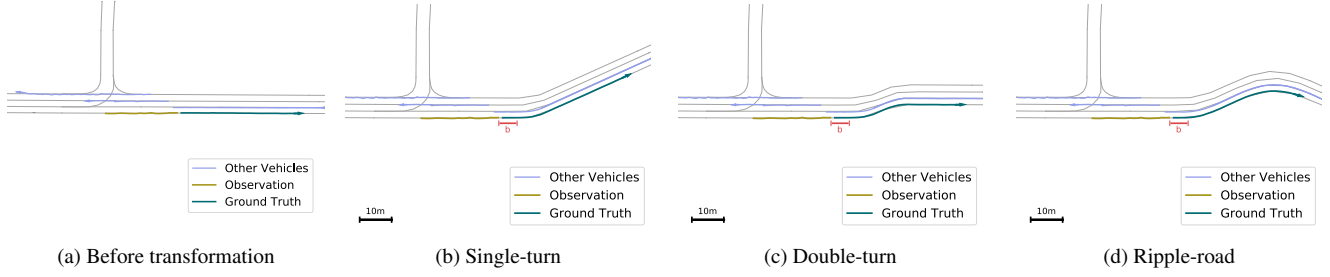 Other Vehicles
Observation
Ground Truth
(a) Before transformation
b
10m
Other Vehicles
Observation
Ground Truth
(b) Single-turn
b
10m
Other Vehicles
Observation
Ground Truth
(c) Double-turn
b
10m
Other Vehicles
Observation
Ground Truth
(d) Ripple-road